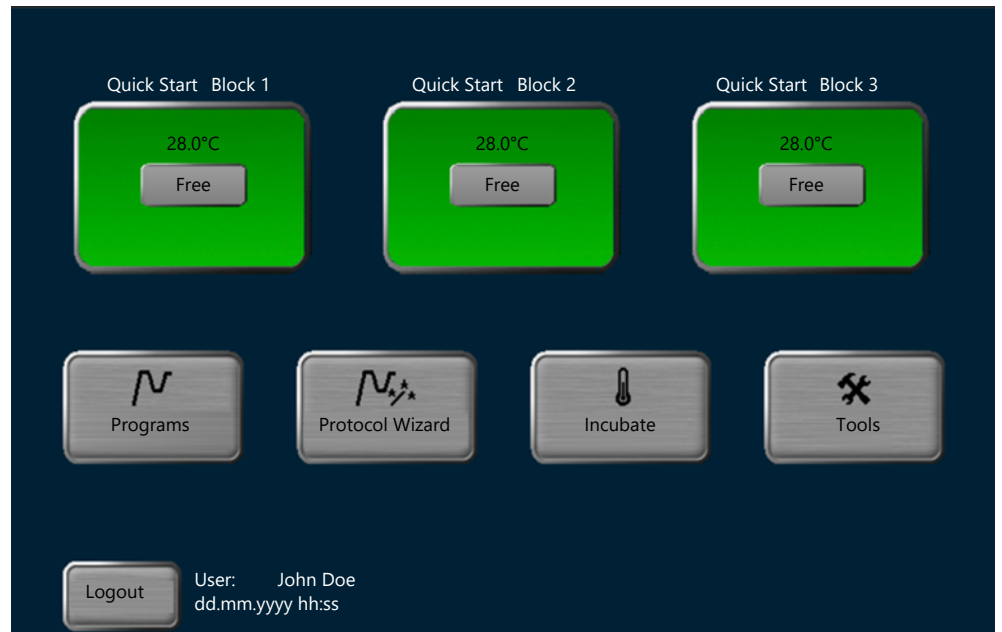 Quick Start Block 1
Quick Start Block 2
Quick Start Block 3
28.0°C
28.0°C
28.0°C
Free
Free
Free
Programs
Protocol Wizard
Incubate
Tools
Logout
User: John Doe
dd.mm.yyyy hh:ss